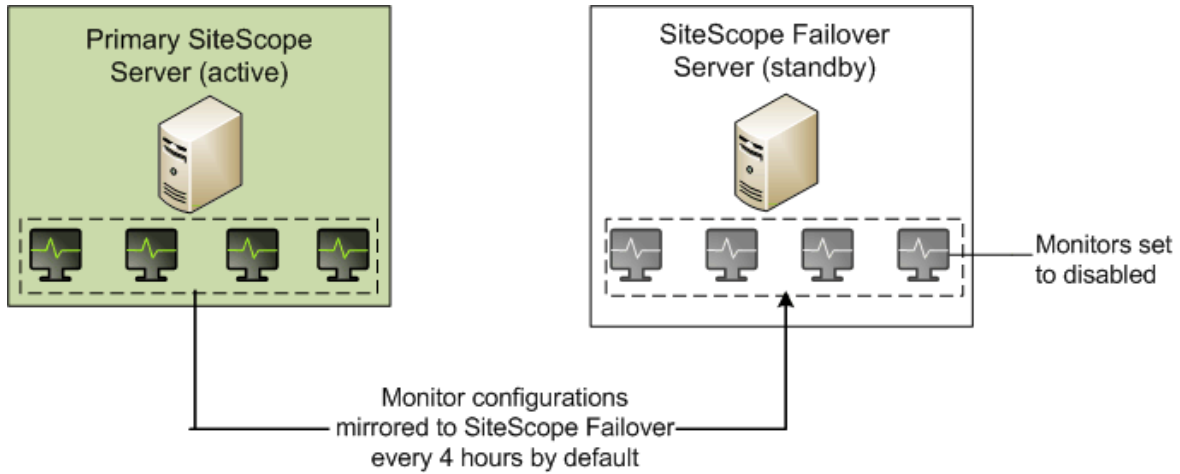 Primary SiteScope
Server (active)
SiteScope Failover
Server (standby)
Monitors set
to disabled
Monitor configurations
mirrored to SiteScope Failover
every 4 hours by default